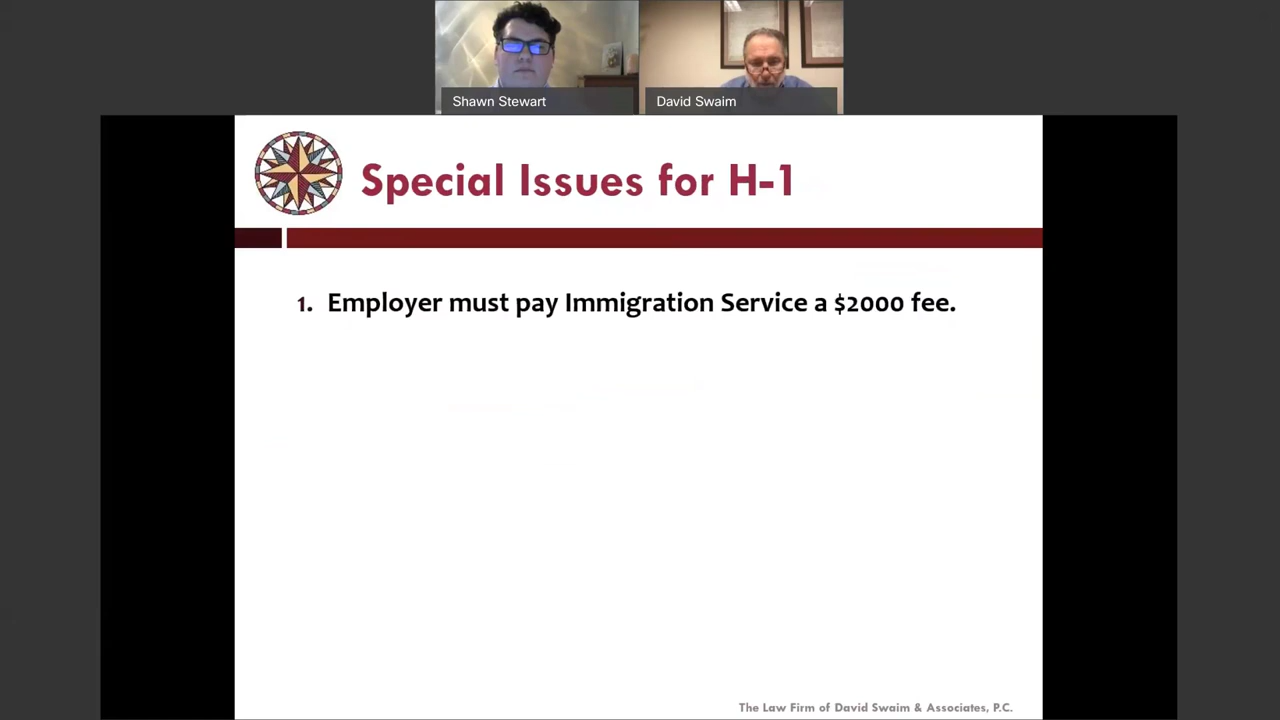 Shawn Stewart
David Swaim
Special Issues for H-1
1. Employer must pay Immigration Service a $2000 fee.
The Law Firm of David Swaim & Associates, P.C.